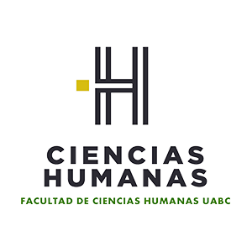 CIENCIAS
HUMANAS
FACULTAD DE CIENCIAS HUMANAS UABC